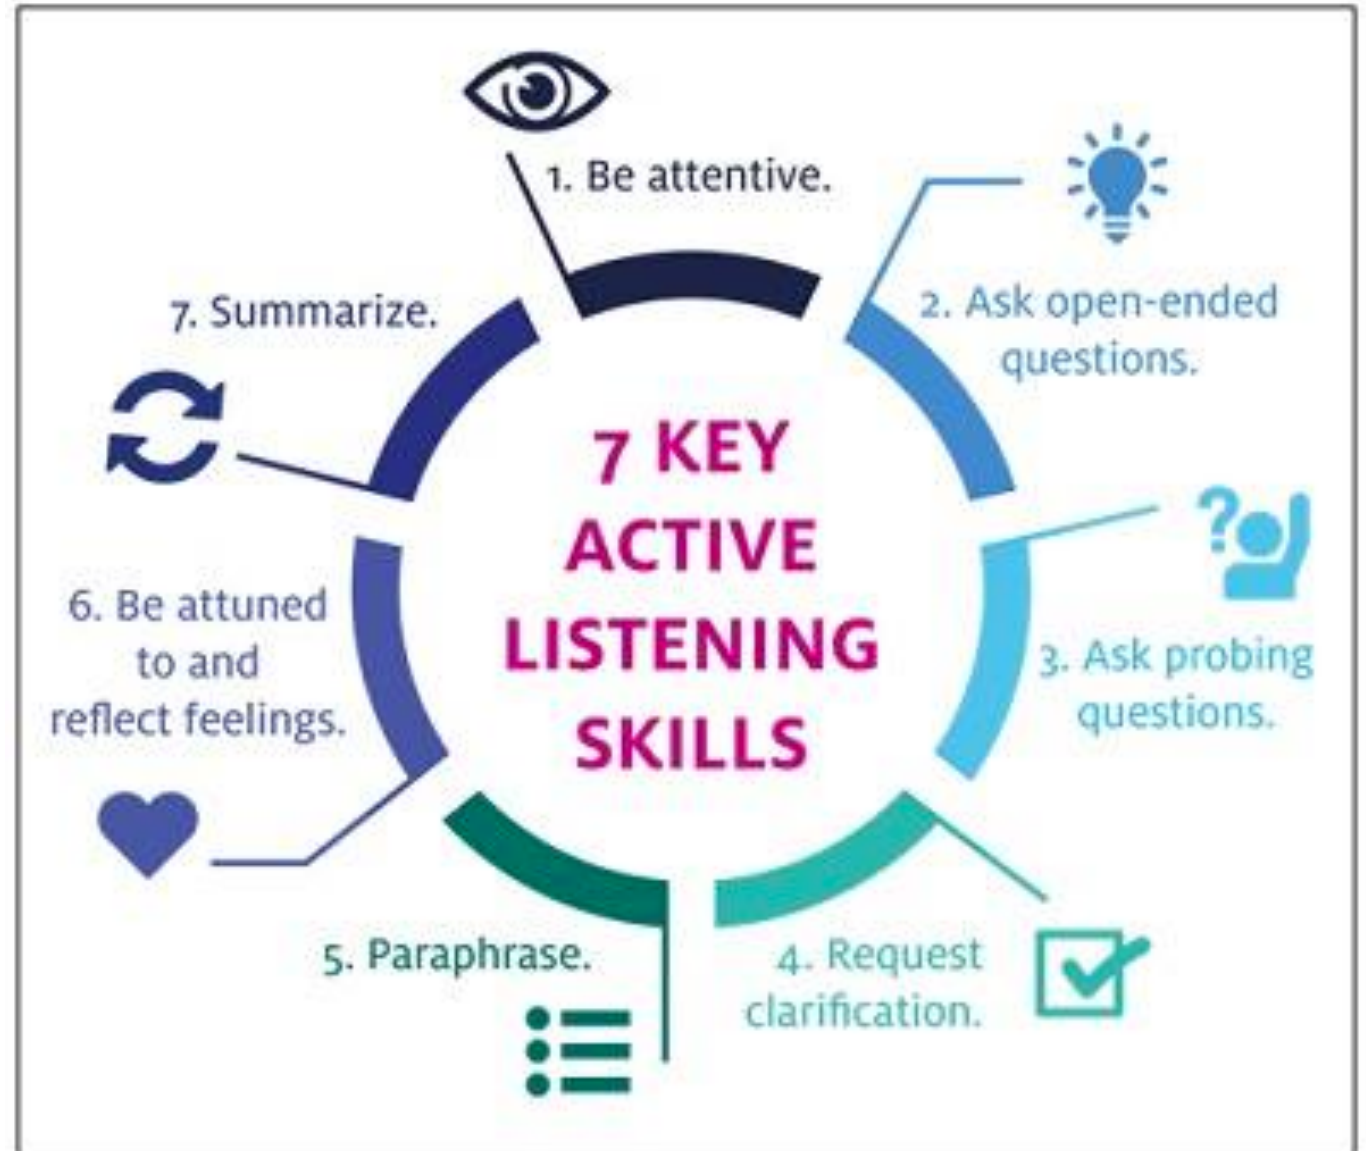 7 KEY
ACTIVE
LISTENING
SKILLS
1. Be attentive.
2. Ask open-ended
questions.
3. Ask probing
questions.
4. Request
clarification.
5. Paraphrase.
6. Be attuned
to and
reflect feelings.
7. Summarize.